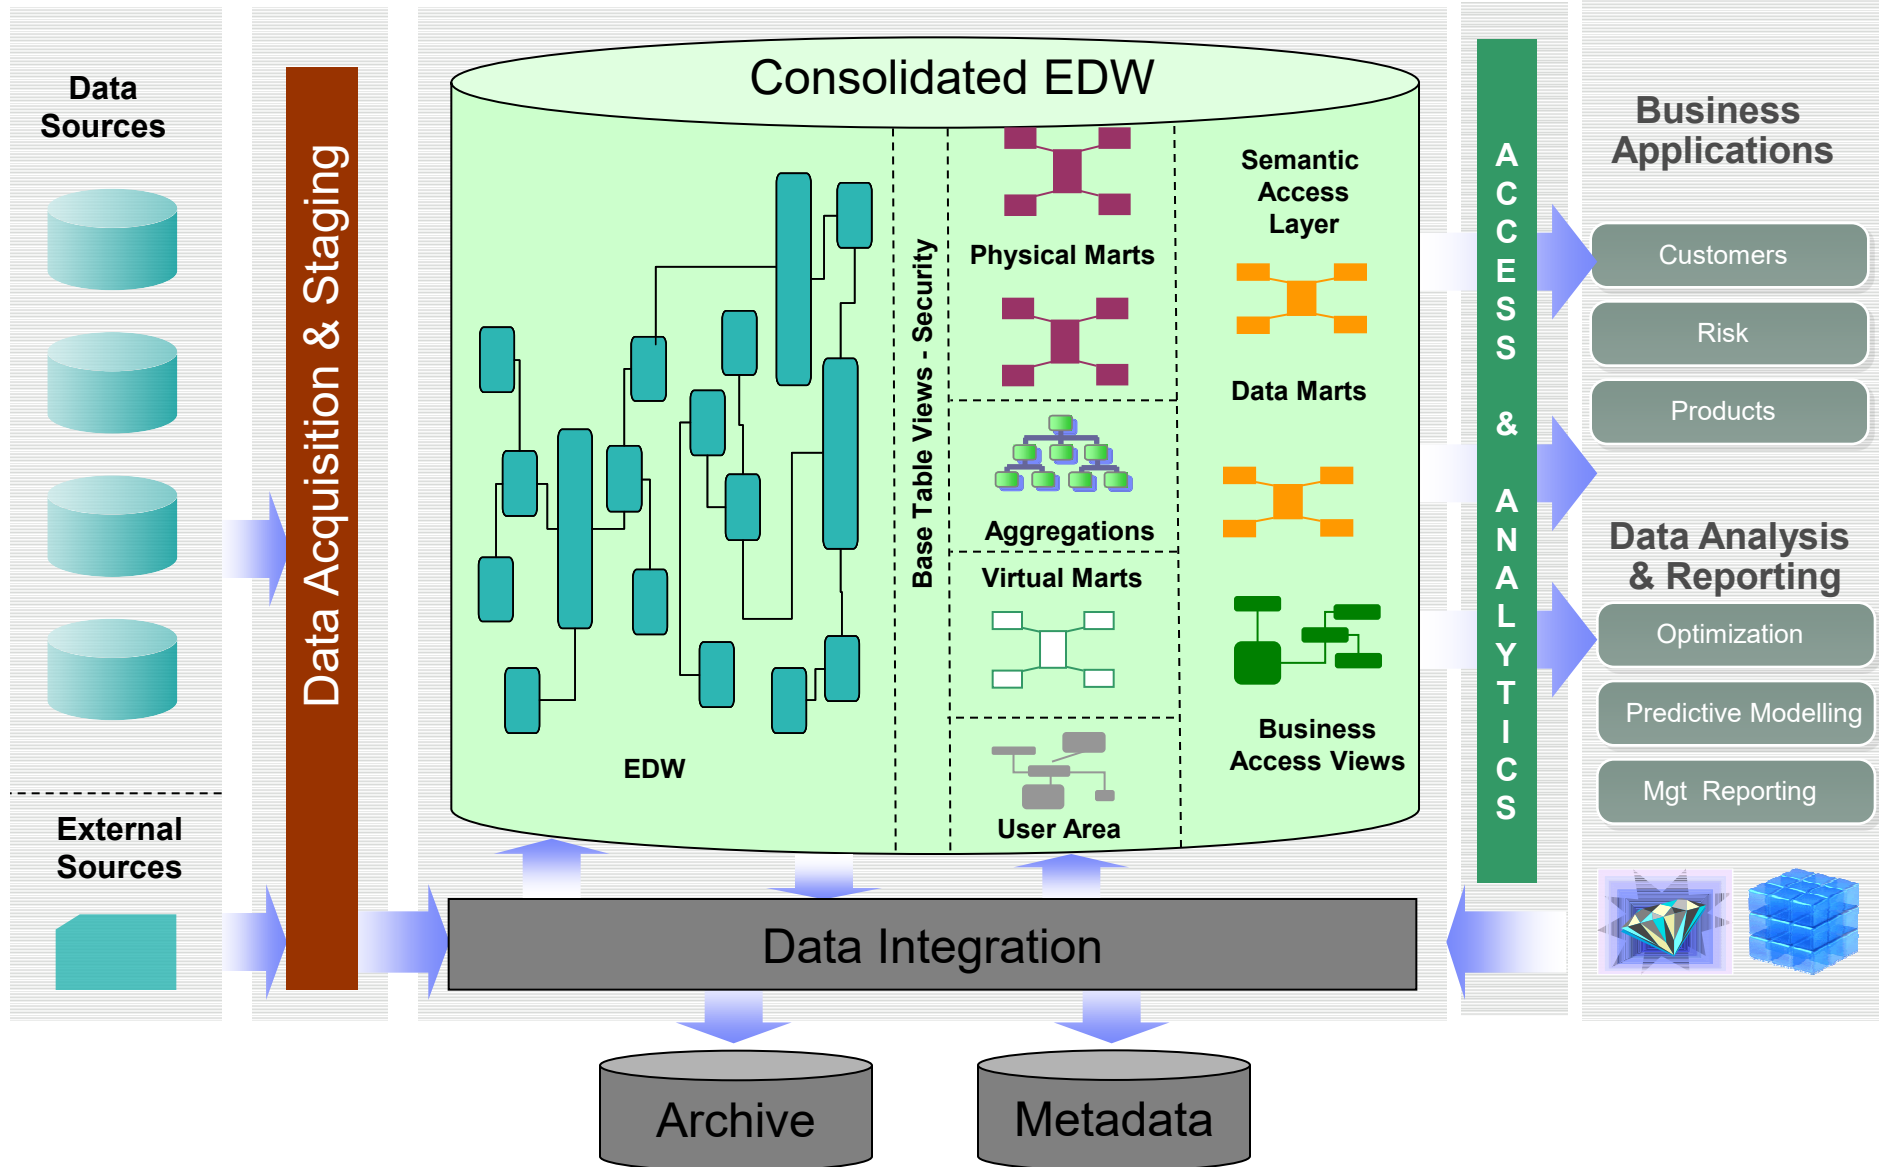 Data
Sources
External
Sources
Data Acquisition & Staging
Consolidated EDW
EDW
Base Table Views - Security
Physical Marts
Aggregations
Virtual Marts
User Area
Semantic
Access
Layer
Data Marts
Business
Access Views
Data Integration
Archive
Metadata
ACCESS & ANALYTICS
Business
Applications
Customers
Risk
Products
Data Analysis
& Reporting
Optimization
Predictive Modelling
Mgt Reporting